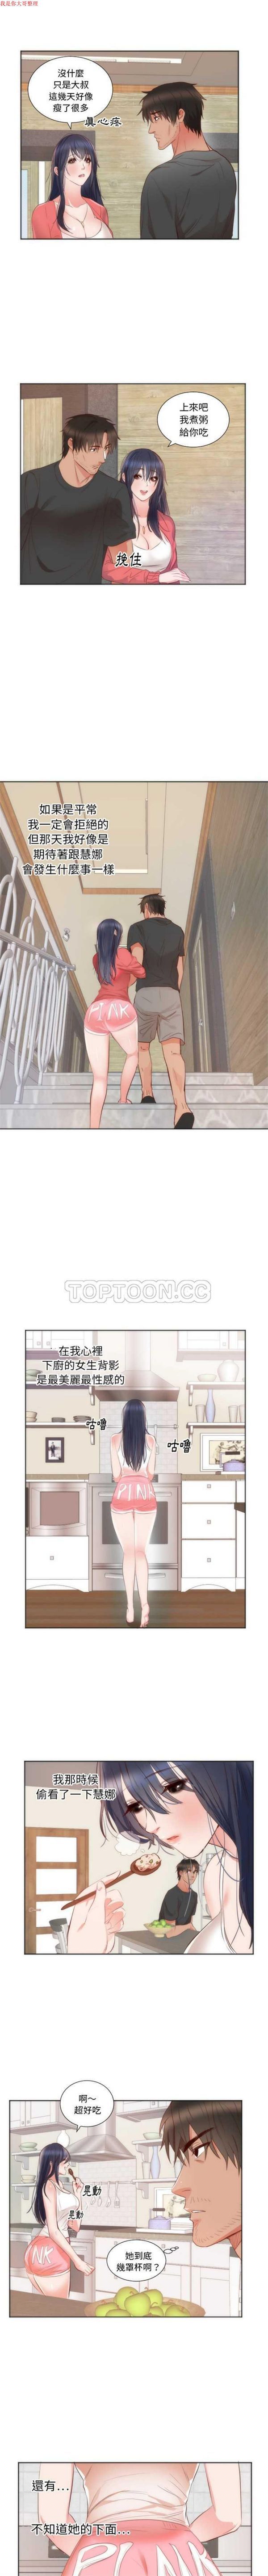 我是你大哥整理
沒什麼
只是大叔
這幾天好像
瘦了很多
真心疼
上來吧
我煮粥
給你吃
挽住
如果是平常
我一定會拒絕的
但那天我好像是
期待著跟慧娜
會發生什麼事一樣
PINK
TOPTOON.CC
在我心裡
下廚的女生背影
是最美麗最性感的
咕嚕
咕嚕
PINK
我那時候
偷看了一下慧娜
啊～
超好吃
晃動
晃動
她到底
幾罩杯啊？
NK
還有...
不知道她的下面...
PINK